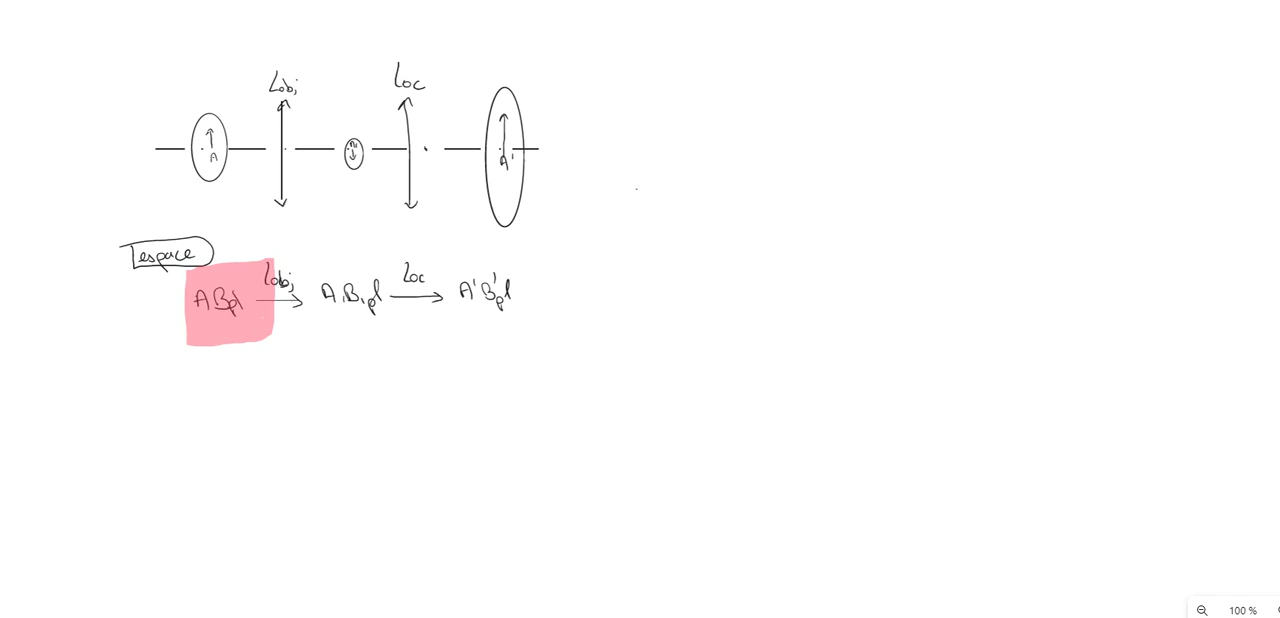 Lobj Loc
A A'
Tespace
Lobj Loc
ABpl → A₁B₁pl → A'B'pl
100 %